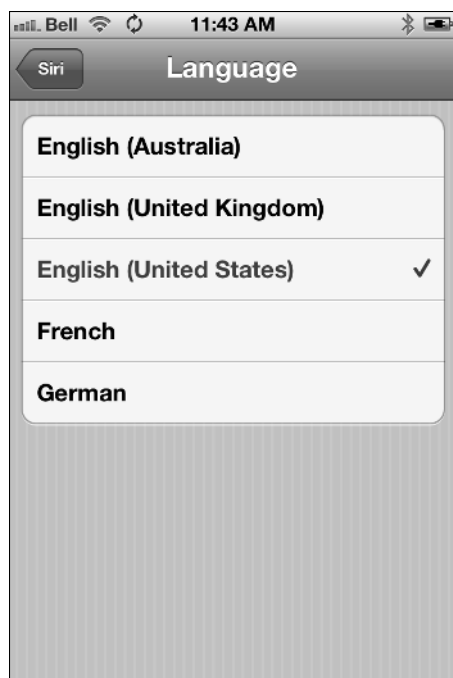 Bell 11:43 AM
Siri Language
English (Australia)
English (United Kingdom)
English (United States)
French
German